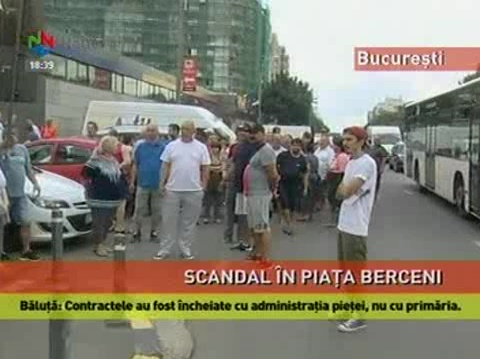 București
18:39
SCANDAL ÎN PIAȚA BERCENI
Băluță: Contractele au fost încheiate cu administrația pieței, nu cu primăria.